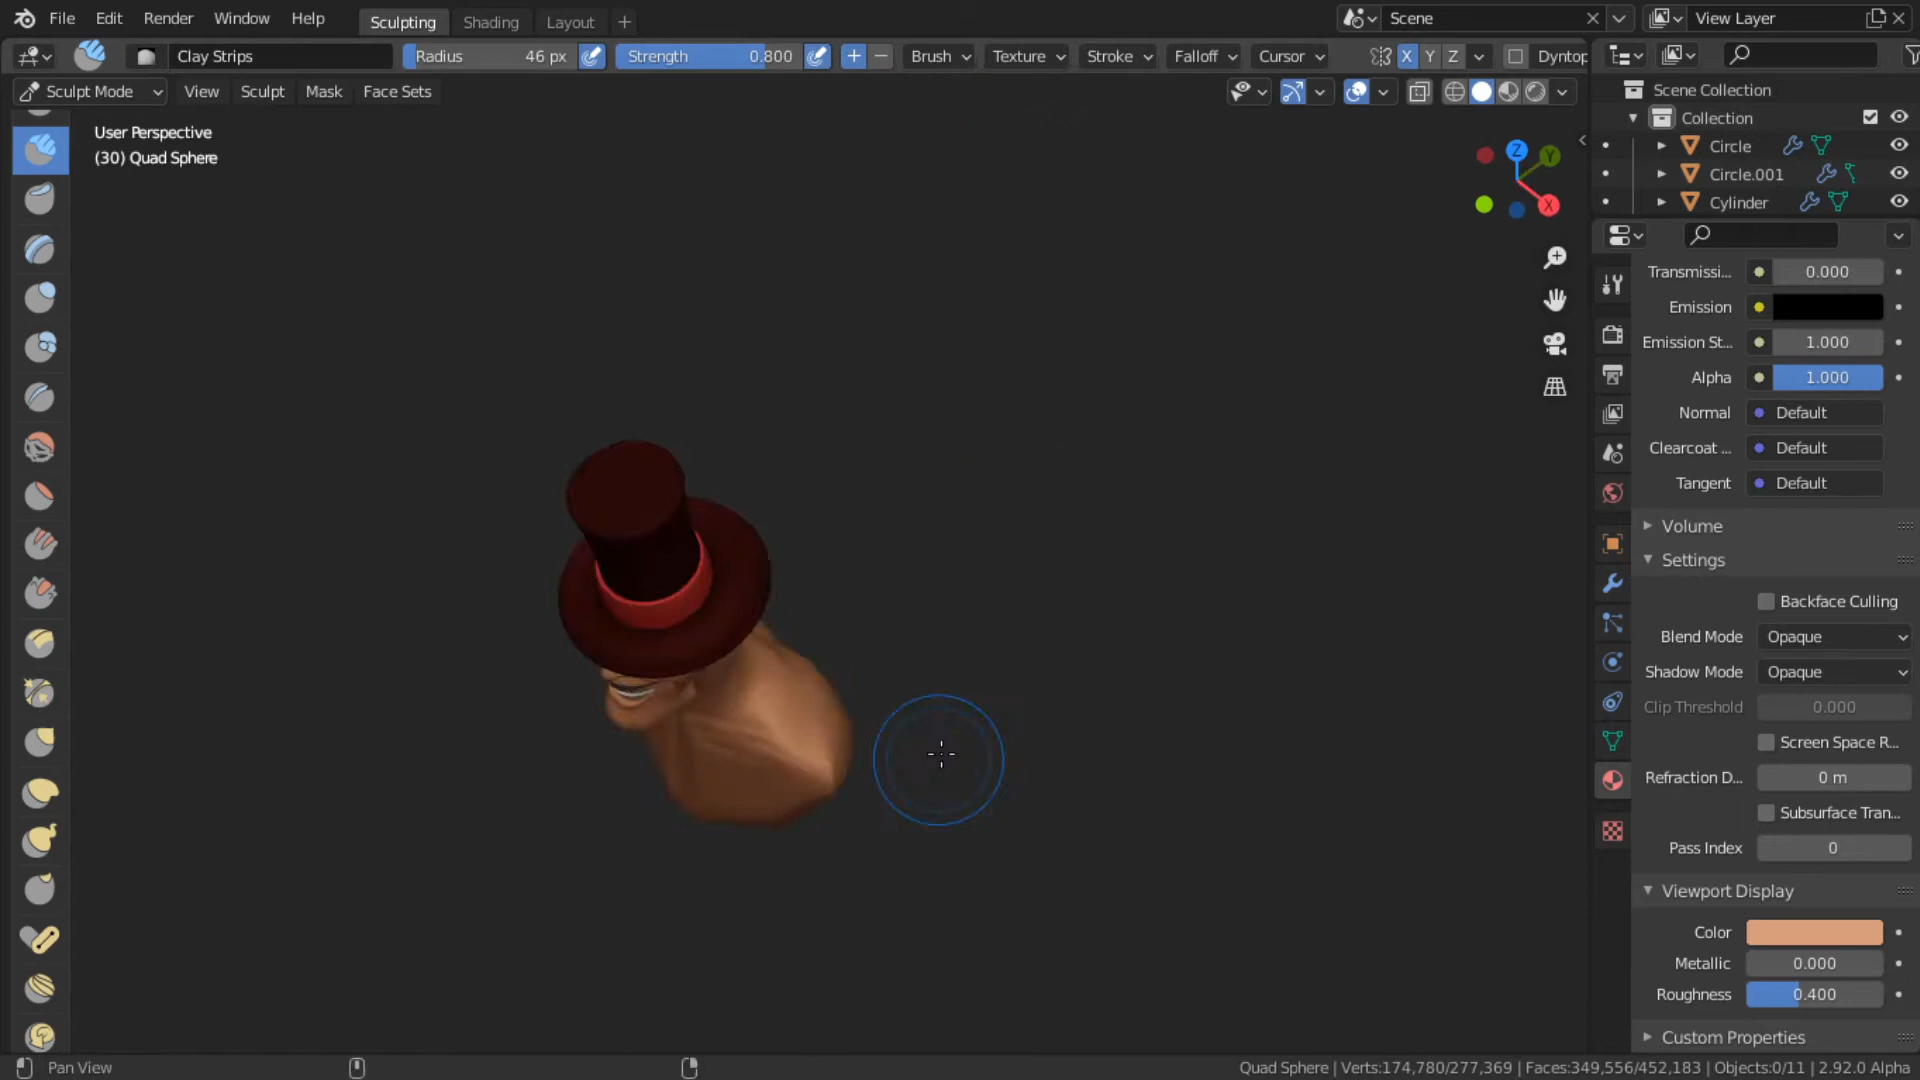 File Edit Render Window Help Sculpting Shading Layout + Scene View Layer
Clay Strips Radius 46 px Strength 0.800 Brush Texture Stroke Falloff Cursor X Y Z Dyntop
Sculpt Mode View Sculpt Mask Face Sets
User Perspective
(30) Quad Sphere
Z
Y
X
Scene Collection
Collection
Circle
Circle.001
Cylinder
Transmissi... 0.000
Emission
Emission St... 1.000
Alpha 1.000
Normal Default
Clearcoat ... Default
Tangent Default
Volume
Settings
Backface Culling
Blend Mode Opaque
Shadow Mode Opaque
Clip Threshold 0.000
Screen Space R...
Refraction D... 0 m
Subsurface Tran...
Pass Index 0
Viewport Display
Color
Metallic 0.000
Roughness 0.400
Custom Properties
Pan View
Quad Sphere | Verts:174,780/277,369 | Faces:349,556/452,183 | Objects:0/11 | 2.92.0 Alpha